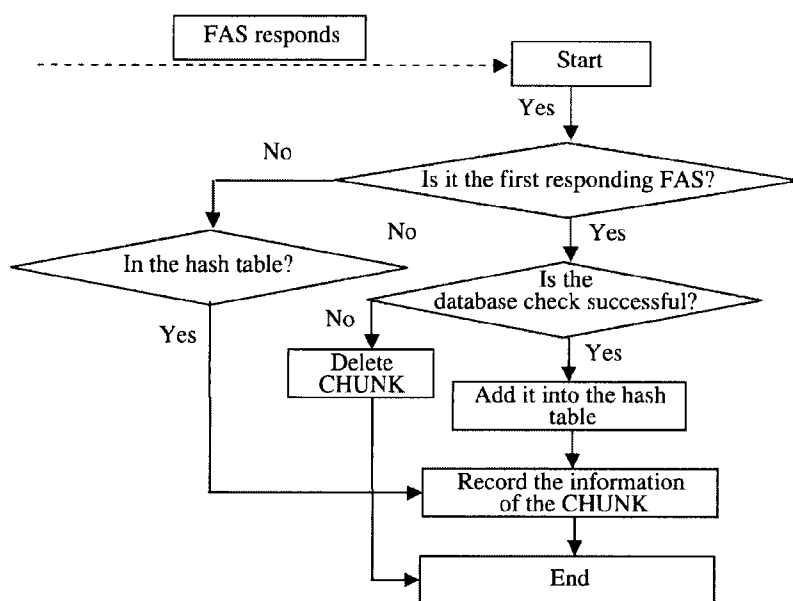 FAS responds
Start
Yes
No
Is it the first responding FAS?
No
Yes
In the hash table?
Is the
database check successful?
Yes
No
Yes
Delete
CHUNK
Add it into the hash
table
Record the information
of the CHUNK
End